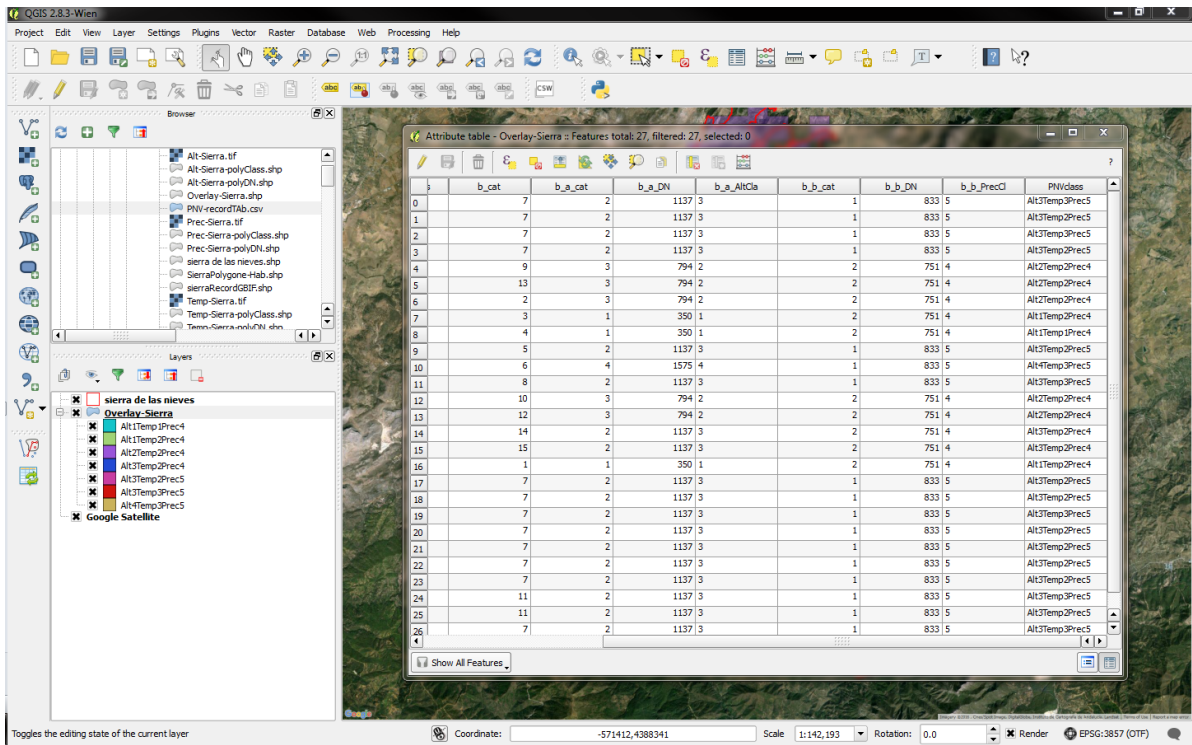 QGIS 2.8.3-Wien
Project Edit View Layer Settings Plugins Vector Raster Database Web Processing Help
Browser
Alt-Sierra.tif
Alt-Sierra-polyClass.shp
Alt-Sierra-polyDN.shp
Overlay-Sierra.shp
PNV-recordTAb.csv
Prec-Sierra.tif
Prec-Sierra-polyClass.shp
Prec-Sierra-polyDN.shp
sierra de las nieves.shp
SierraPolygone-Hab.shp
sierraRecordGBIF.shp
Temp-Sierra.tif
Temp-Sierra-polyClass.shp
Temp-Sierra-polyDN.shp
Layers
sierra de las nieves
Overlay-Sierra
Alt1Temp1Prec4
Alt1Temp2Prec4
Alt2Temp2Prec4
Alt3Temp2Prec4
Alt3Temp2Prec5
Alt3Temp3Prec5
Alt4Temp3Prec5
Google Satellite
Attribute table - Overlay-Sierra :: Features total: 27, filtered: 27, selected: 0
b_cat b_a_cat b_a_DN b_a_AltCla b_b_cat b_b_DN b_b_PrecCl PNVclass
0 7 2 1137 3 1 833 5 Alt3Temp3Prec5
1 7 2 1137 3 1 833 5 Alt3Temp2Prec5
2 7 2 1137 3 1 833 5 Alt3Temp3Prec5
3 7 2 1137 3 1 833 5 Alt3Temp2Prec5
4 9 3 794 2 2 751 4 Alt2Temp2Prec4
5 13 3 794 2 2 751 4 Alt2Temp2Prec4
6 2 3 794 2 2 751 4 Alt2Temp2Prec4
7 3 1 350 1 2 751 4 Alt1Temp2Prec4
8 4 1 350 1 2 751 4 Alt1Temp1Prec4
9 5 2 1137 3 1 833 5 Alt3Temp2Prec5
10 6 4 1575 4 1 833 5 Alt4Temp3Prec5
11 8 2 1137 3 1 833 5 Alt3Temp2Prec5
12 10 3 794 2 2 751 4 Alt2Temp2Prec4
13 12 3 794 2 2 751 4 Alt2Temp2Prec4
14 14 2 1137 3 2 751 4 Alt3Temp2Prec4
15 15 2 1137 3 2 751 4 Alt3Temp2Prec4
16 1 1 350 1 2 751 4 Alt1Temp2Prec4
17 7 2 1137 3 1 833 5 Alt3Temp2Prec5
18 7 2 1137 3 1 833 5 Alt3Temp2Prec5
19 7 2 1137 3 1 833 5 Alt3Temp3Prec5
20 7 2 1137 3 1 833 5 Alt3Temp2Prec5
21 7 2 1137 3 1 833 5 Alt3Temp2Prec5
22 7 2 1137 3 1 833 5 Alt3Temp2Prec5
23 7 2 1137 3 1 833 5 Alt3Temp2Prec5
24 11 2 1137 3 1 833 5 Alt3Temp3Prec5
25 11 2 1137 3 1 833 5 Alt3Temp2Prec5
26 7 2 1137 3 1 833 5 Alt3Temp3Prec5
Show All Features
Google
Toggles the editing state of the current layer Coordinate: -571412,4388341 Scale 1:142,193 Rotation: 0.0 Render EPSG:3857 (OTF)